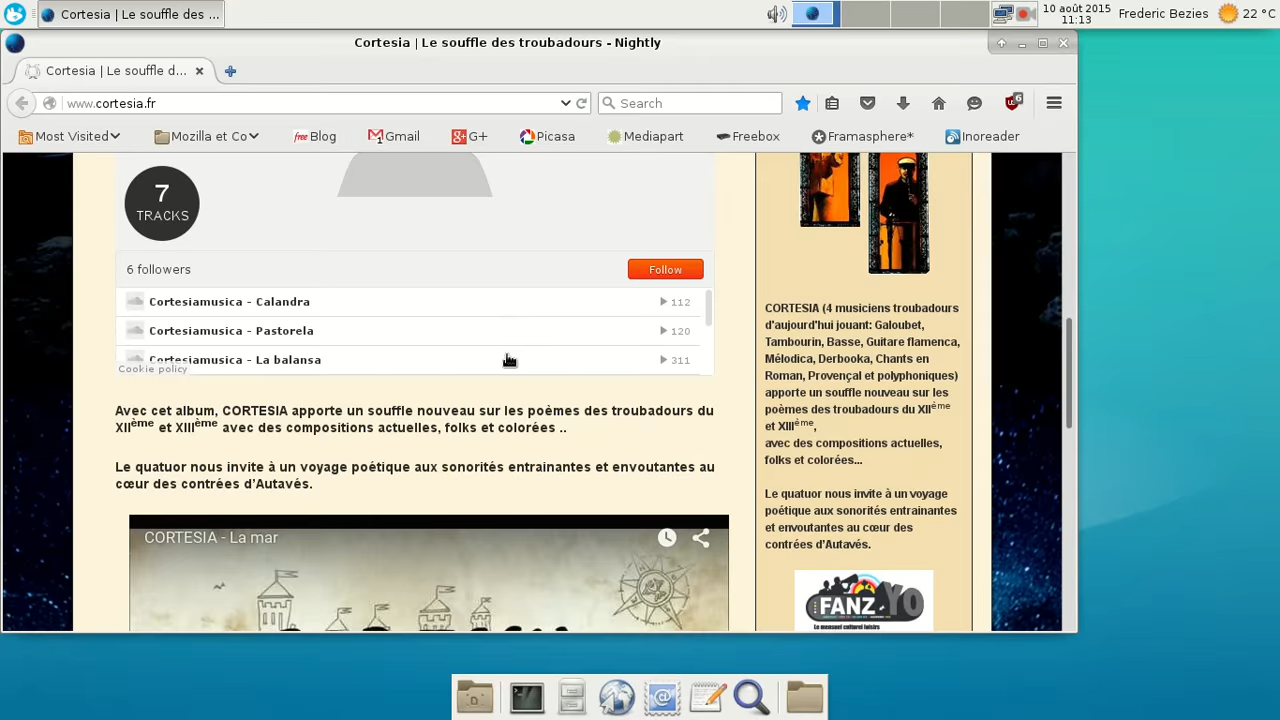 Cortesia | Le souffle des ...
10 août 2015
11:13
Frederic Bezies
22 °C
Cortesia | Le souffle des troubadours - Nightly
Cortesia | Le souffle d...
www.cortesia.fr
Search
6
Most Visited
Mozilla et Co
free Blog
Gmail
G+
Picasa
Mediapart
Freebox
Framasphere*
Inoreader
7
TRACKS
6 followers
Follow
Cortesiamusica - Calandra
112
Cortesiamusica - Pastorela
120
Cortesiamusica - La balansa
311
Cookie policy
Avec cet album, CORTESIA apporte un souffle nouveau sur les poèmes des troubadours du
XIIème et XIIIème avec des compositions actuelles, folks et colorées ..
Le quatuor nous invite à un voyage poétique aux sonorités entrainantes et envoutantes au
cœur des contrées d'Autavés.
CORTESIA - La mar
CORTESIA (4 musiciens troubadours
d'aujourd'hui jouant: Galoubet,
Tambourin, Basse, Guitare flamenca,
Mélodica, Derbooka, Chants en
Roman, Provençal et polyphoniques)
apporte un souffle nouveau sur les
poèmes des troubadours du XIIème
et XIIIéme,
avec des compositions actuelles,
folks et colorées...
Le quatuor nous invite à un voyage
poétique aux sonorités entrainantes
et envoutantes au cœur des
contrées d'Autavés.
FANZYO
Le mensuel culturel loisirs